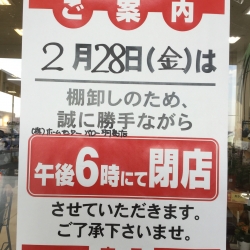 ご案内
2月28日(金)は
棚卸しのため、
誠に勝手ながら
午後6時にて閉店
させていただきます。
ご了承下さいませ。